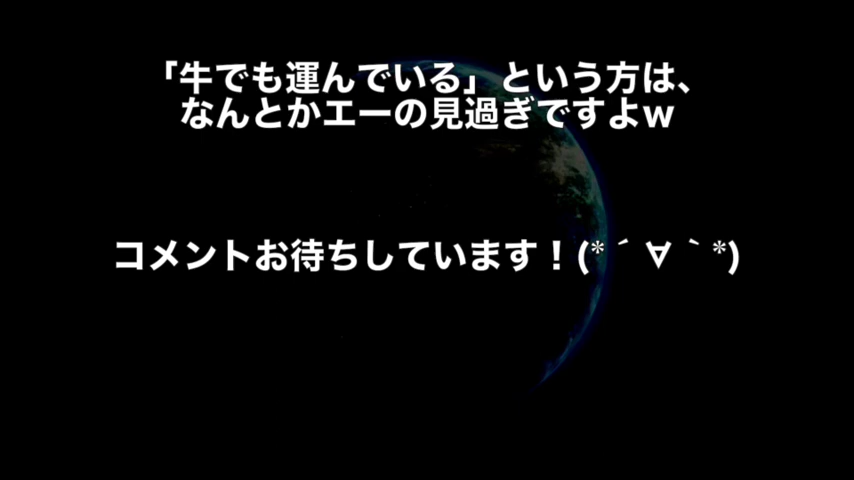 「牛でも運んでいる」という方は、
なんとかエーの見過ぎですよw
コメントお待ちしています！(*´∀｀*)